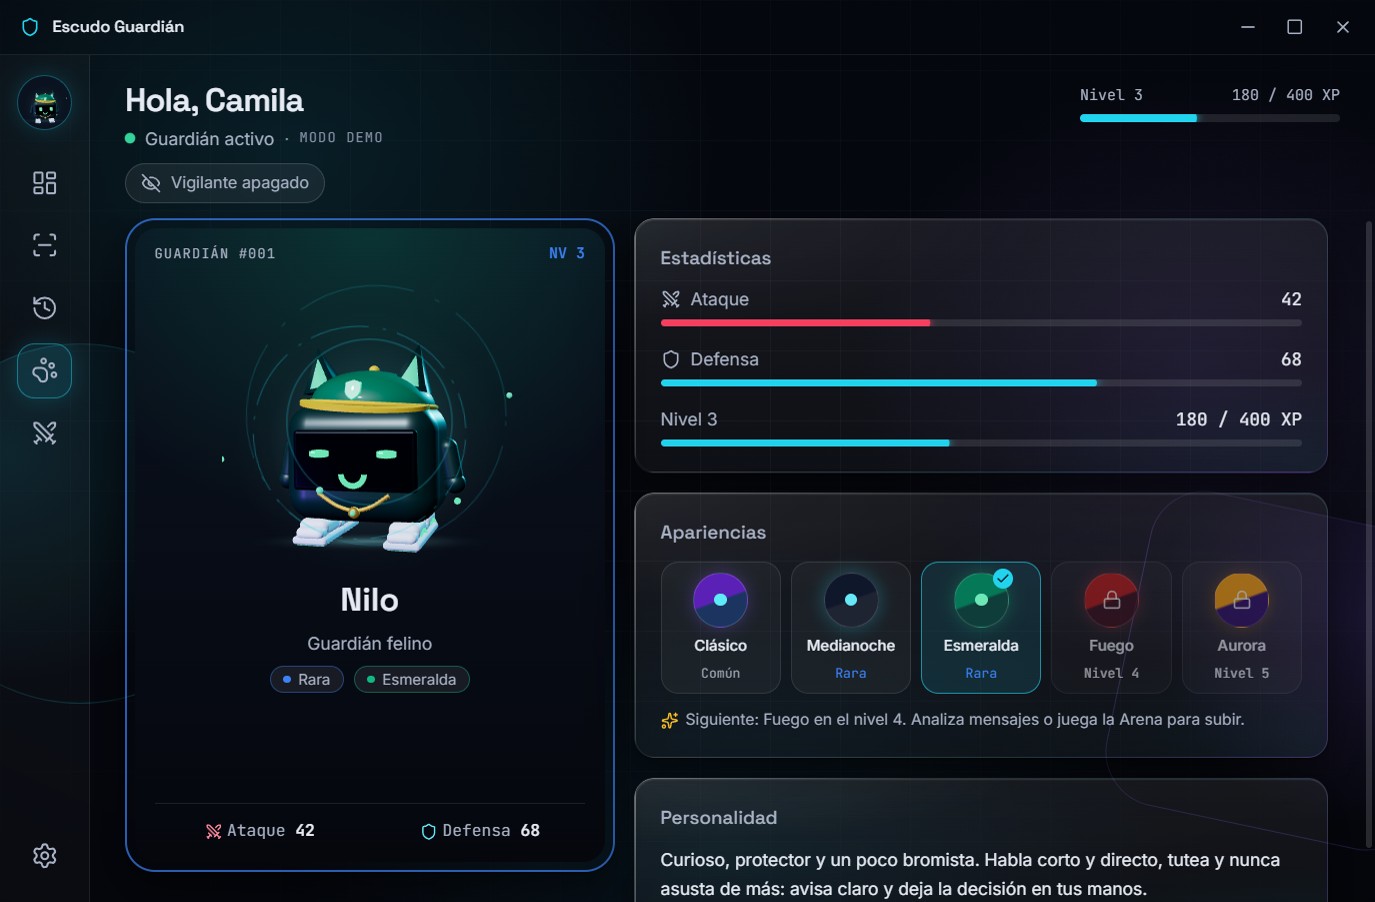 Escudo Guardián
Hola, Camila
Guardián activo · MODO DEMO
Vigilante apagado
Nivel 3 180 / 400 XP
GUARDIÁN #001 NV 3
Nilo
Guardián felino
Rara Esmeralda
Ataque 42 Defensa 68
Estadísticas
Ataque 42
Defensa 68
Nivel 3 180 / 400 XP
Apariencias
Clásico Medianoche Esmeralda Fuego Aurora
Común Rara Rara Nivel 4 Nivel 5
Siguiente: Fuego en el nivel 4. Analiza mensajes o juega la Arena para subir.
Personalidad
Curioso, protector y un poco bromista. Habla corto y directo, tutea y nunca
asusta de más: avisa claro y deja la decisión en tus manos.